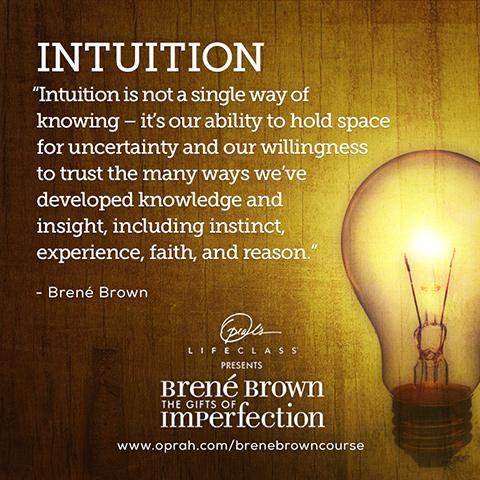 INTUITION
“Intuition is not a single way of
knowing – it’s our ability to hold space
for uncertainty and our willingness
to trust the many ways we’ve
developed knowledge and
insight, including instinct,
experience, faith, and reason.”
- Brené Brown
Oprah's
LIFECLASS
PRESENTS
Brené Brown
THE GIFTS OF
imperfection
www.oprah.com/brenebrowncourse